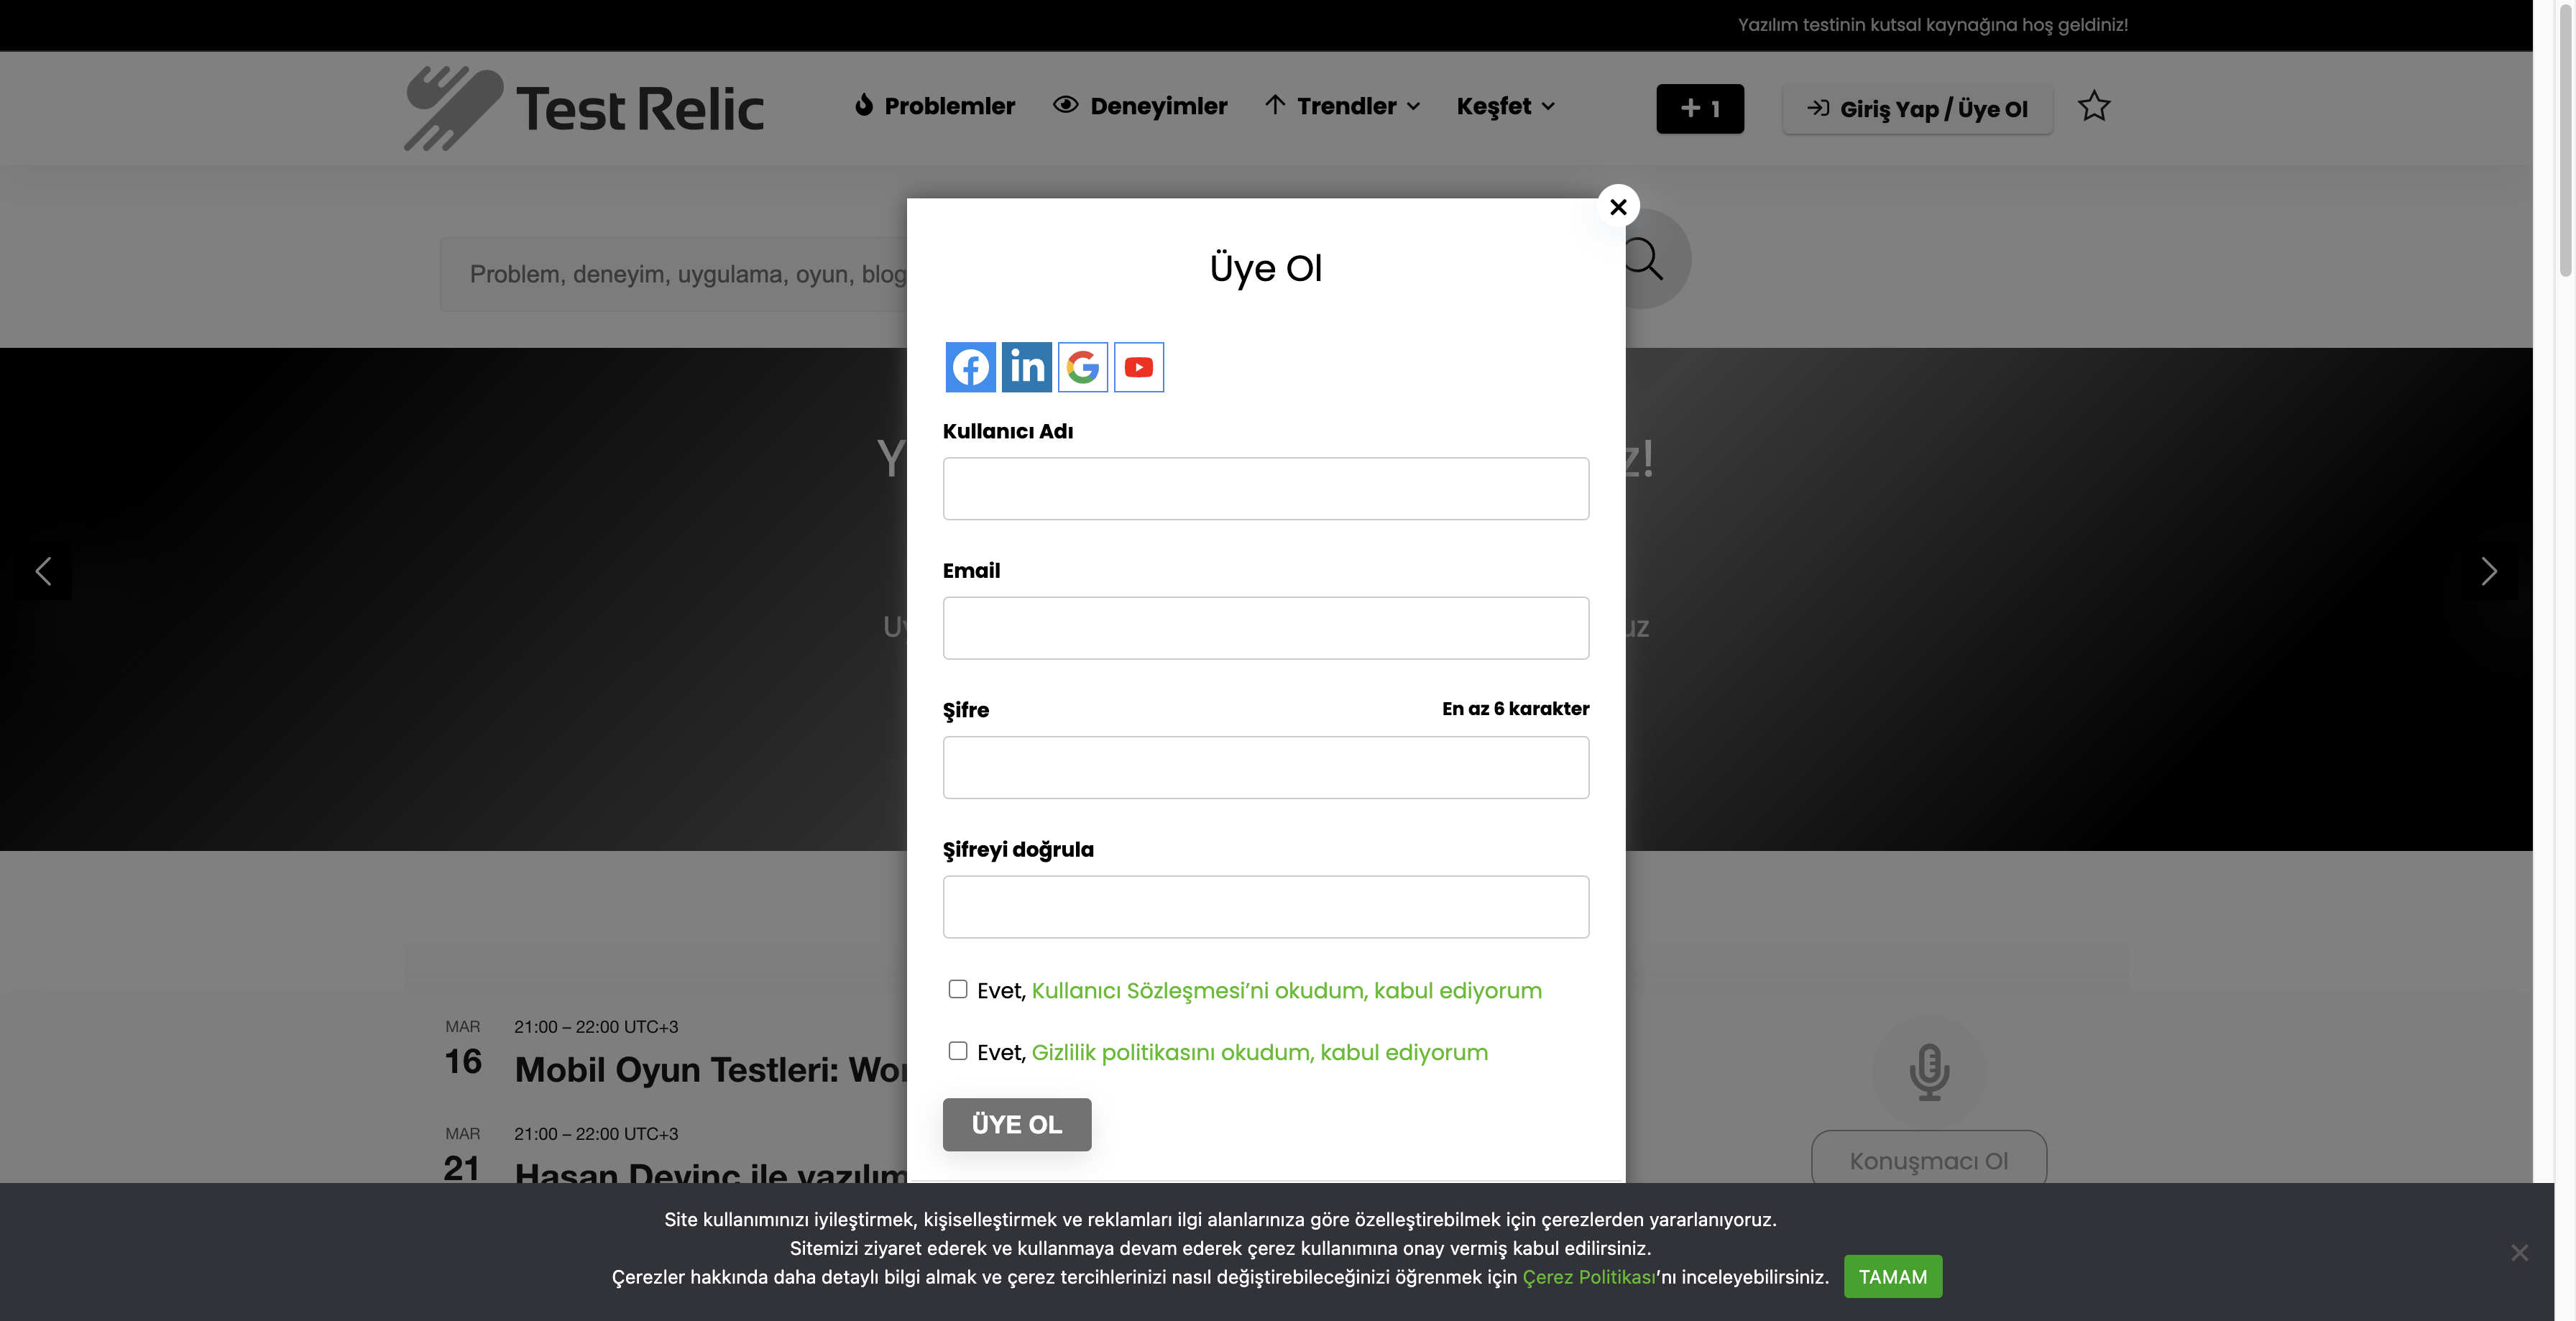 Yazılım testinin kutsal kaynağına hoş geldiniz!
Test Relic
Problemler
Deneyimler
Trendler
Keşfet
+ 1
Giriş Yap / Üye Ol
Problem, deneyim, uygulama, oyun, blog
Üye Ol
Kullanıcı Adı
Email
Şifre
En az 6 karakter
Şifreyi doğrula
Evet, Kullanıcı Sözleşmesi’ni okudum, kabul ediyorum
Evet, Gizlilik politikasını okudum, kabul ediyorum
ÜYE OL
MAR
16
21:00 – 22:00 UTC+3
Mobil Oyun Testleri:
MAR
21
21:00 – 22:00 UTC+3
Hasan Devinç ile yazılım
Konuşmacı Ol
Site kullanımınızı iyileştirmek, kişiselleştirmek ve reklamları ilgi alanlarınıza göre özelleştirebilmek için çerezlerden yararlanıyoruz.
Sitemizi ziyaret ederek ve kullanmaya devam ederek çerez kullanımına onay vermiş kabul edilirsiniz.
Çerezler hakkında daha detaylı bilgi almak ve çerez tercihlerinizi nasıl değiştirebileceğinizi öğrenmek için Çerez Politikası’nı inceleyebilirsiniz.
TAMAM